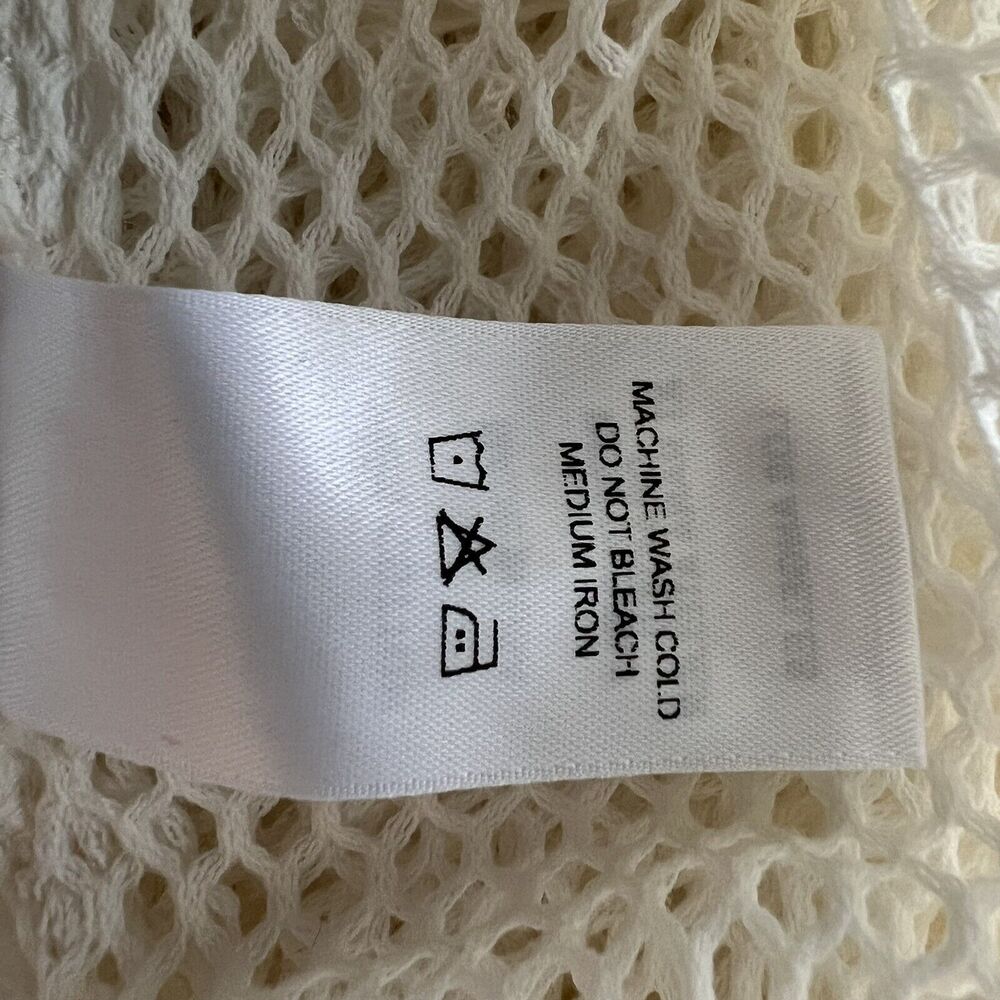 MACHINE WASH COLD
DO NOT BLEACH
MEDIUM IRON